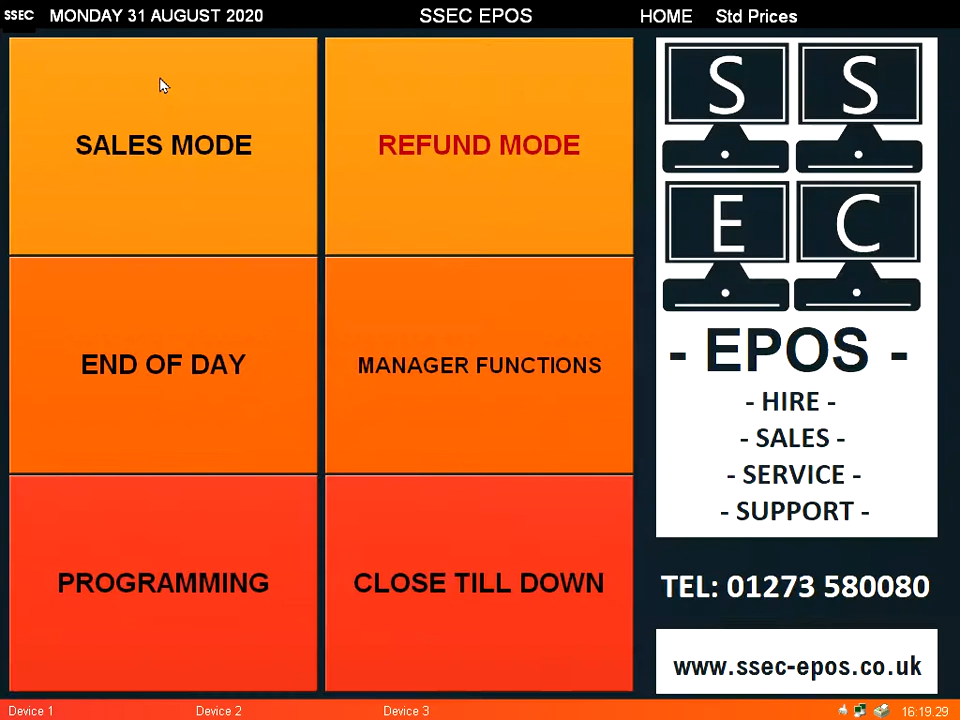 SSEC MONDAY 31 AUGUST 2020 SSEC EPOS HOME Std Prices
SALES MODE
REFUND MODE
END OF DAY
MANAGER FUNCTIONS
PROGRAMMING
CLOSE TILL DOWN
S S
E C
- EPOS -
- HIRE -
- SALES -
- SERVICE -
- SUPPORT -
TEL: 01273 580080
www.ssec-epos.co.uk
Device 1 Device 2 Device 3 16:19.29